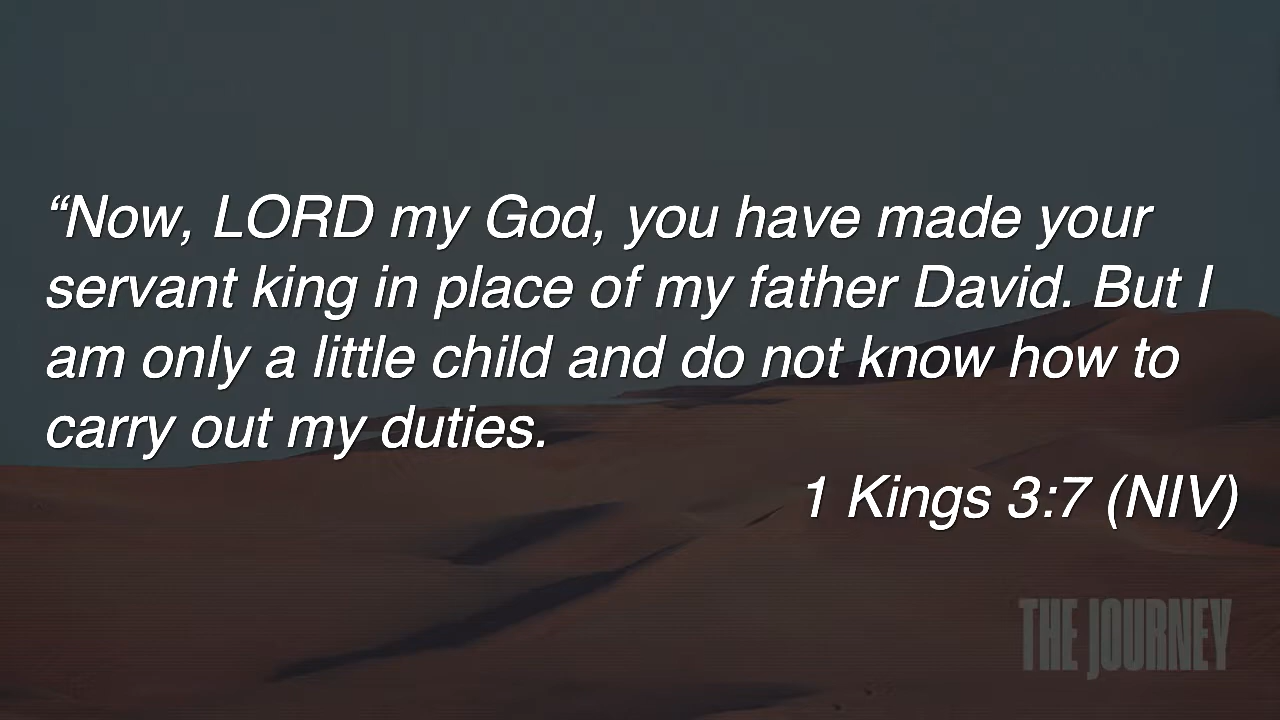 “Now, LORD my God, you have made your
servant king in place of my father David. But I
am only a little child and do not know how to
carry out my duties.
1 Kings 3:7 (NIV)
THE JOURNEY